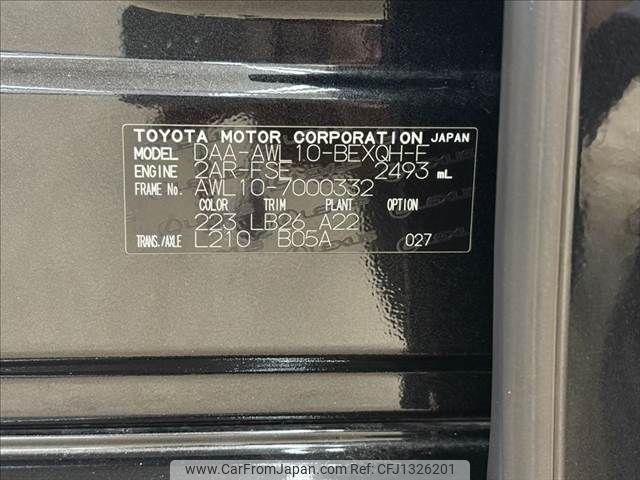 TOYOTA MOTOR CORPORATION JAPAN
MODEL DAA-AWL10-BEXQH-F
ENGINE 2AR-FSE 2493 mL
FRAME No. AWL10-7000332
COLOR TRIM PLANT OPTION
223 LB26 A22
TRANS./AXLE L210 B05A 027
www.CarFromJapan.com - CFJ1326201